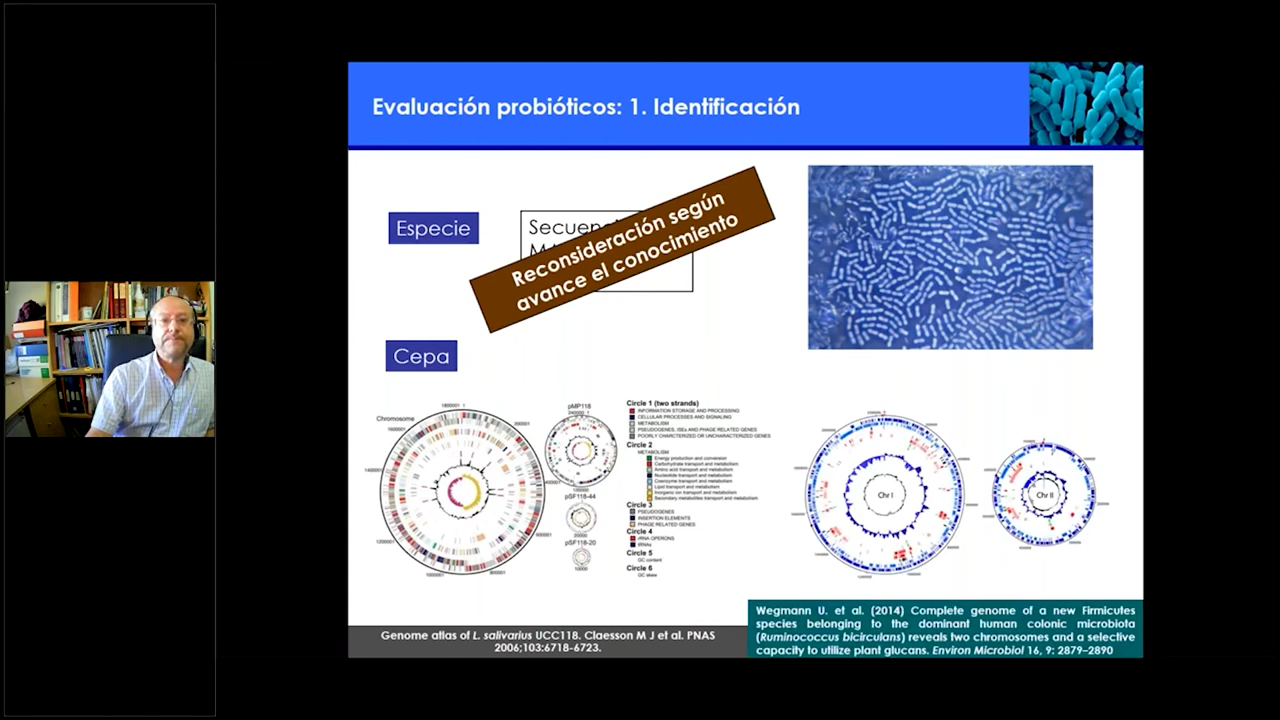 Evaluación probióticos: 1. Identificación
Especie
Reconsideración según
avance el conocimiento
Cepa
Chromosome
pMP118
pSF118-44
pSF118-20
Circle 1 (two strands)
INFORMATION STORAGE AND PROCESSING
CELLULAR PROCESSES AND SIGNALING
METABOLISM
PSEUDOGENES, ISEs AND PHAGE RELATED GENES
POORLY CHARACTERIZED OR UNCHARACTERIZED GENES
Circle 2
METABOLISM
Energy production and conversion
Carbohydrate transport and metabolism
Amino acid transport and metabolism
Nucleotide transport and metabolism
Coenzyme transport and metabolism
Lipid transport and metabolism
Inorganic ion transport and metabolism
Secondary metabolites transport and metabolism
Circle 3
PSEUDOGENES
INSERTION ELEMENTS
PHAGE RELATED GENES
Circle 4
rRNA OPERONS
tRNAs
Circle 5
GC content
Circle 6
GC skew
Chr I
Chr II
Genome atlas of L. salivarius UCC118. Claesson M J et al. PNAS
2006;103:6718-6723.
Wegmann U. et al. (2014) Complete genome of a new Firmicutes
species belonging to the dominant human colonic microbiota
(Ruminococcus bicirculans) reveals two chromosomes and a selective
capacity to utilize plant glucans. Environ Microbiol 16, 9: 2879–2890